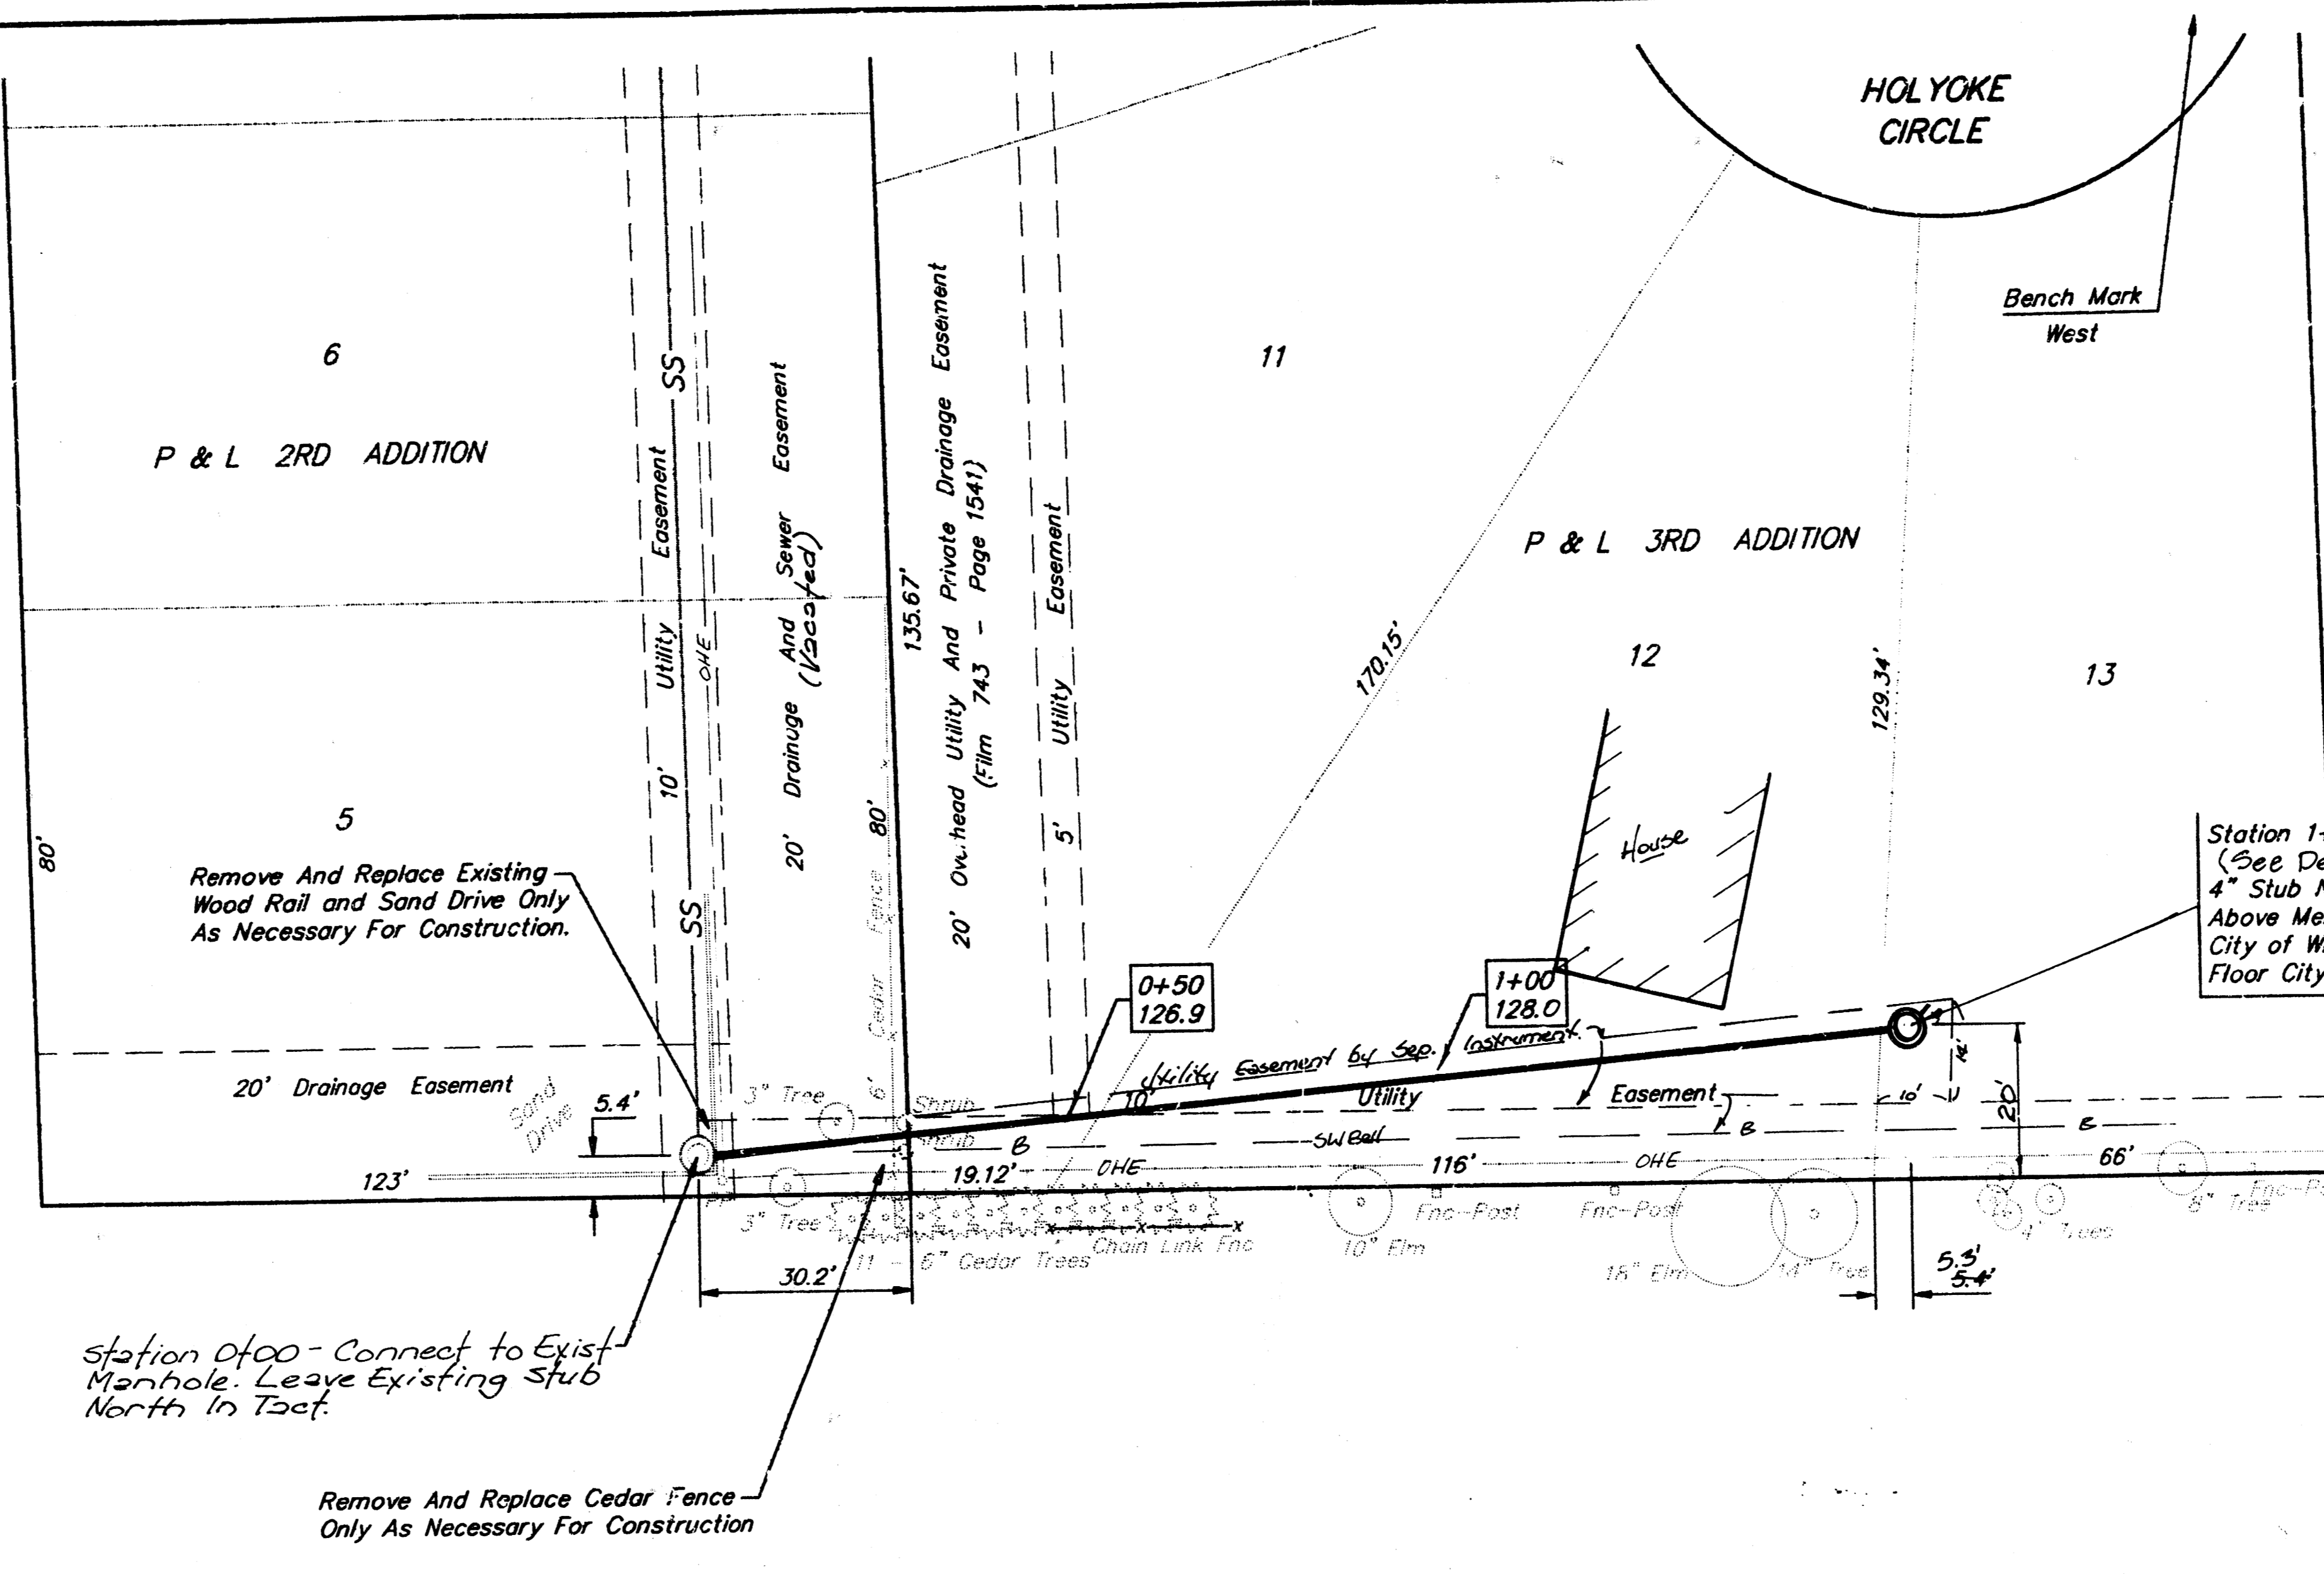 HOLYOKE
CIRCLE
Bench Mark
West
6
P & L 2RD ADDITION
11
P & L 3RD ADDITION
12
13
5
80'
SS
10' Utility Easement
OHE
SS
20' Drainage And Sewer Easement
(Vacated)
135.67'
80'
6' Cedar Fence
20' Overhead Utility And Private Drainage Easement
(Film 743 - Page 1541)
5' Utility Easement
170.15'
129.34'
House
Remove And Replace Existing
Wood Rail and Sand Drive Only
As Necessary For Construction.
Station 1+
(See De
4" Stub N
Above Me
City of W
Floor City
0+50
126.9
1+00
128.0
Utility Easement by Sep. Instrument.
20' Drainage Easement
Sand
Drive
5.4'
3" Tree
Shrub
Shrub
10' Utility Easement
10'
20'
B
SW Bell
B
B
123'
19.12'
OHE
116'
OHE
66'
PP
3" Tree
11 - 6" Cedar Trees
Chain Link Fnc
10" Elm
Fnc-Post
Fnc-Post
18" Elm
14" Tree
4" Trees
8" Tree
30.2'
5.3'
5.4'
Station 0+00 - Connect to Exist
Manhole. Leave Existing Stub
North In Tact.
Remove And Replace Cedar Fence
Only As Necessary For Construction